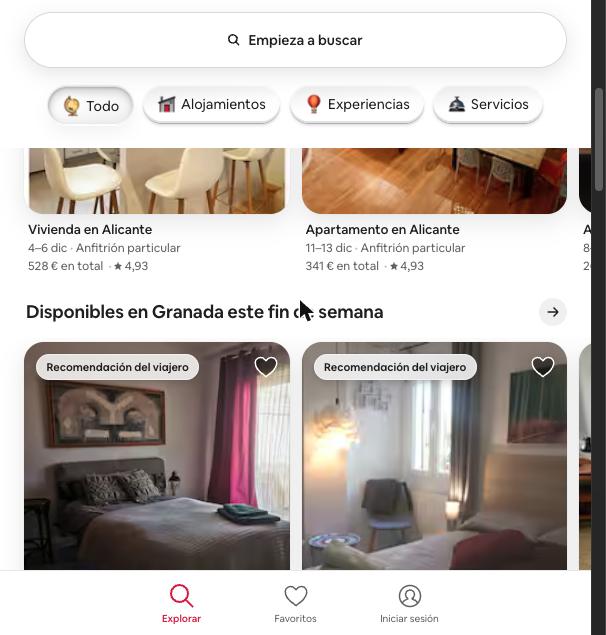 Empieza a buscar
Todo
Alojamientos
Experiencias
Servicios
Vivienda en Alicante
4–6 dic · Anfitrión particular
528 € en total · ★ 4,93
Apartamento en Alicante
11–13 dic · Anfitrión particular
341 € en total · ★ 4,93
Disponibles en Granada este fin semana
Recomendación del viajero
Recomendación del viajero
Explorar
Favoritos
Iniciar sesión